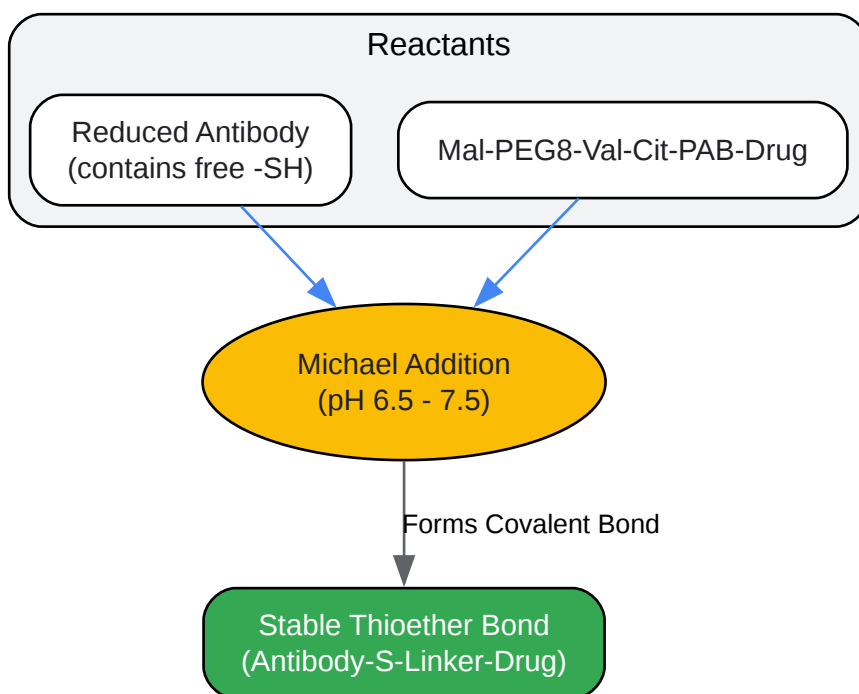 Reactants
Reduced Antibody
(contains free -SH)
Mal-PEG8-Val-Cit-PAB-Drug
Michael Addition
(pH 6.5 - 7.5)
Forms Covalent Bond
Stable Thioether Bond
(Antibody-S-Linker-Drug)